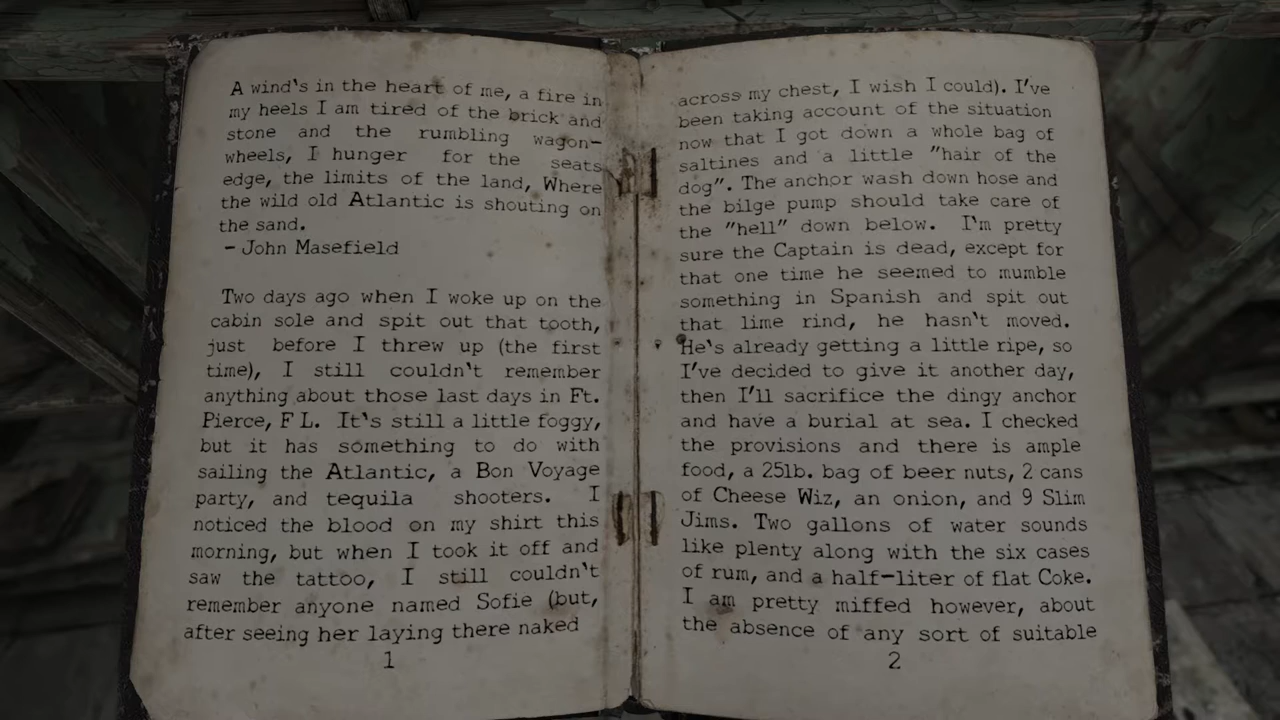 A wind's in the heart of me, a fire in
my heels I am tired of the brick and
stone and the rumbling wagon-
wheels, I hunger for the seats
edge, the limits of the land, Where
the wild old Atlantic is shouting on
the sand.
- John Masefield
Two days ago when I woke up on the
cabin sole and spit out that tooth,
just before I threw up (the first
time), I still couldn't remember
anything about those last days in Ft.
Pierce, FL. It's still a little foggy,
but it has something to do with
sailing the Atlantic, a Bon Voyage
party, and tequila shooters. I
noticed the blood on my shirt this
morning, but when I took it off and
saw the tattoo, I still couldn't
remember anyone named Sofie (but,
after seeing her laying there naked
1
across my chest, I wish I could). I've
been taking account of the situation
now that I got down a whole bag of
saltines and a little "hair of the
dog". The anchor wash down hose and
the bilge pump should take care of
the "hell" down below. I'm pretty
sure the Captain is dead, except for
that one time he seemed to mumble
something in Spanish and spit out
that lime rind, he hasn't moved.
He's already getting a little ripe, so
I've decided to give it another day,
then I'll sacrifice the dingy anchor
and have a burial at sea. I checked
the provisions and there is ample
food, a 25lb. bag of beer nuts, 2 cans
of Cheese Wiz, an onion, and 9 Slim
Jims. Two gallons of water sounds
like plenty along with the six cases
of rum, and a half-liter of flat Coke.
I am pretty miffed however, about
the absence of any sort of suitable
2